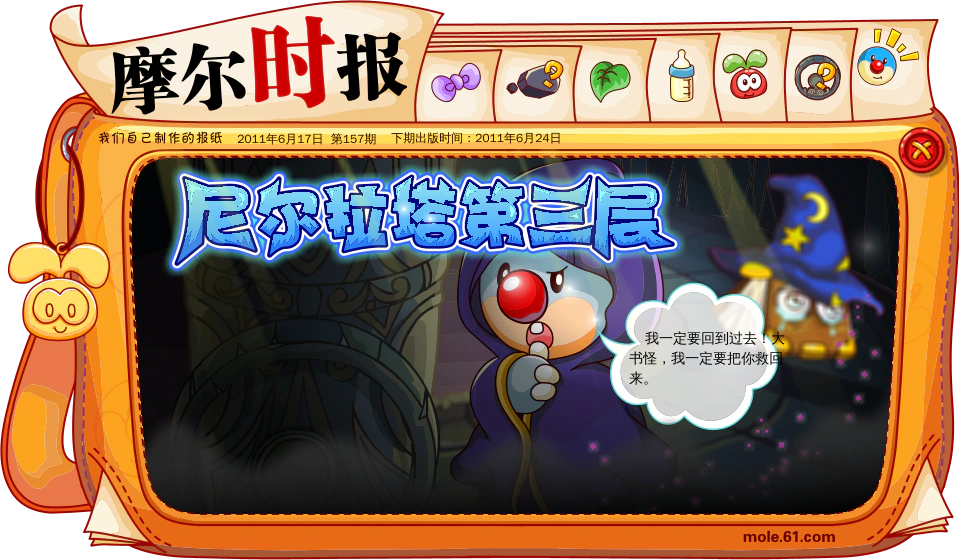 摩尔时报
我们自己制作的报纸 2011年6月17日 第157期 下期出版时间：2011年6月24日
尼尔拉塔第三层
我一定要回到过去！大
书怪，我一定要把你救回
来。
mole.61.com